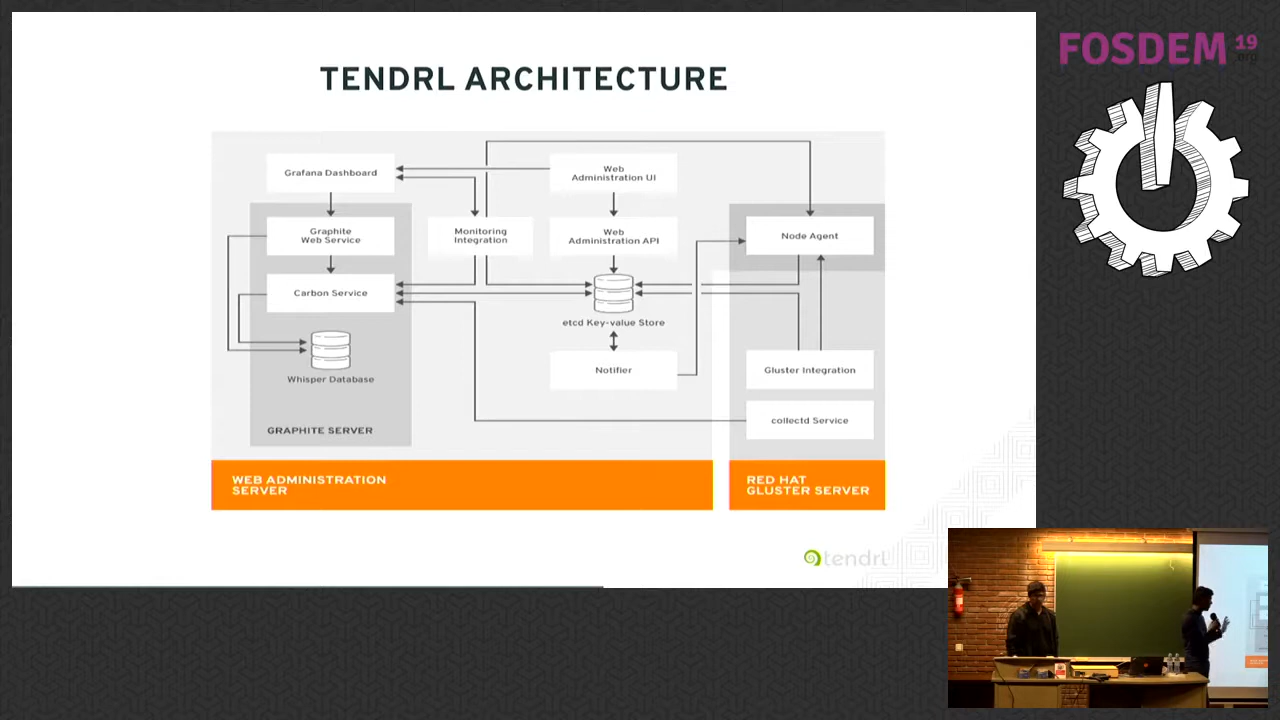 TENDRL ARCHITECTURE
FOSDEM 19
.org
Grafana Dashboard
Web
Administration UI
Graphite
Web Service
Monitoring
Integration
Web
Administration API
Node Agent
Carbon Service
etcd Key-value Store
Whisper Database
Notifier
Gluster Integration
collectd Service
GRAPHITE SERVER
WEB ADMINISTRATION
SERVER
RED HAT
GLUSTER SERVER
tendrl